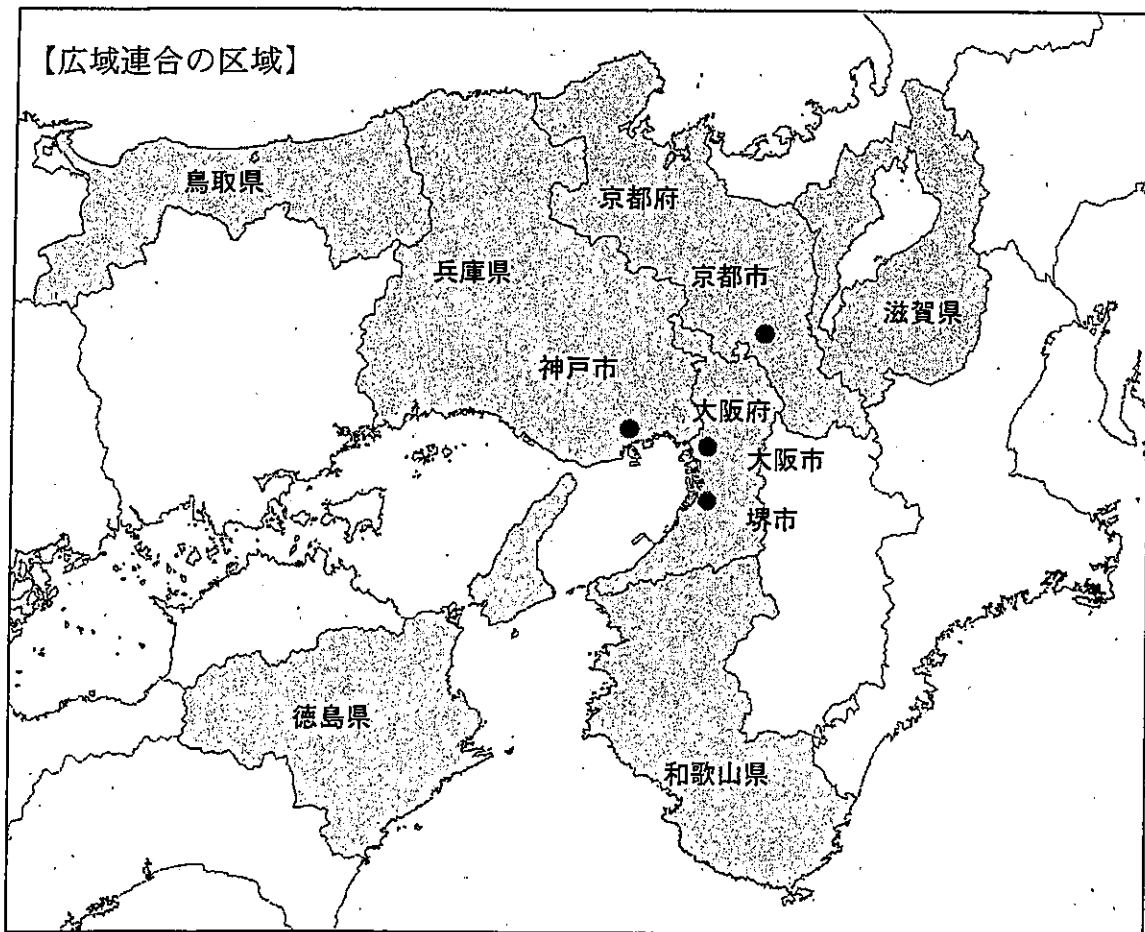 【広域連合の区域】
鳥取県
京都府
兵庫県
京都市
滋賀県
神戸市
大阪府
大阪市
堺市
徳島県
和歌山県